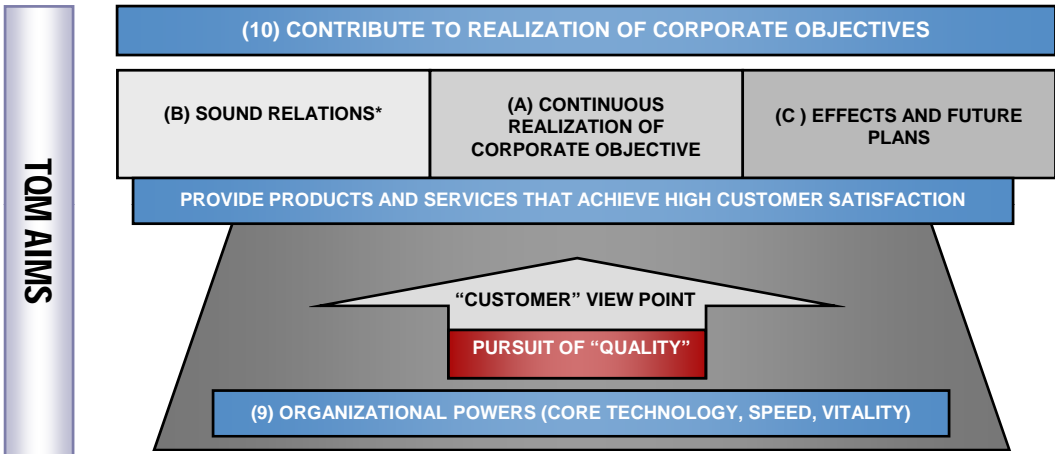 TQM AIMS
(10) CONTRIBUTE TO REALIZATION OF CORPORATE OBJECTIVES
(B) SOUND RELATIONS*
(A) CONTINUOUS
REALIZATION OF
CORPORATE OBJECTIVE
(C ) EFFECTS AND FUTURE
PLANS
PROVIDE PRODUCTS AND SERVICES THAT ACHIEVE HIGH CUSTOMER SATISFACTION
“CUSTOMER” VIEW POINT
PURSUIT OF “QUALITY”
(9) ORGANIZATIONAL POWERS (CORE TECHNOLOGY, SPEED, VITALITY)